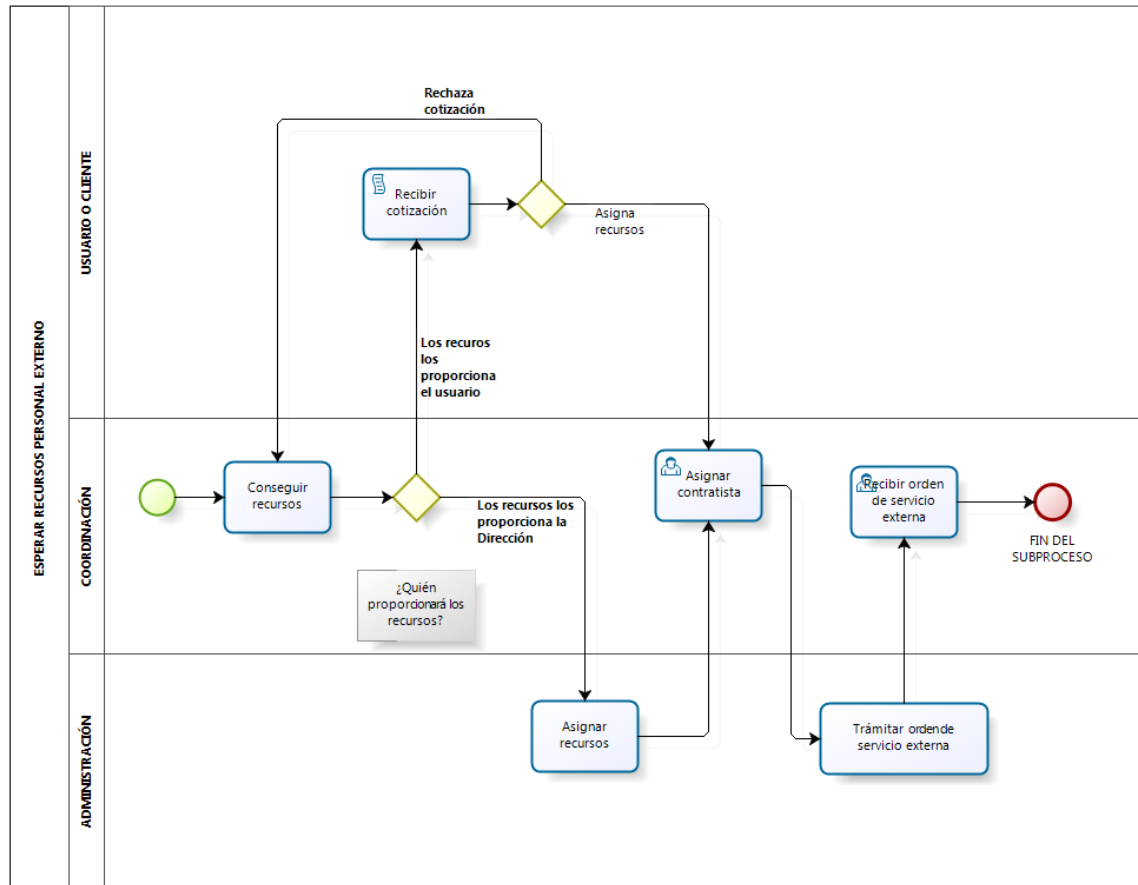 ESPERAR RECURSOS PERSONAL EXTERNO
USUARIO O CLIENTE
Rechaza
cotización
Recibir
cotización
Asigna
recursos
Los recuros
los
proporciona
el usuario
COORDINACIÓN
Conseguir
recursos
Los recursos los
proporciona la
Dirección
¿Quién
proporcionará los
recursos?
Asignar
contratista
Recibir orden
de servicio
externa
FIN DEL
SUBPROCESO
ADMINISTRACIÓN
Asignar
recursos
Trámitar ordende
servicio externa